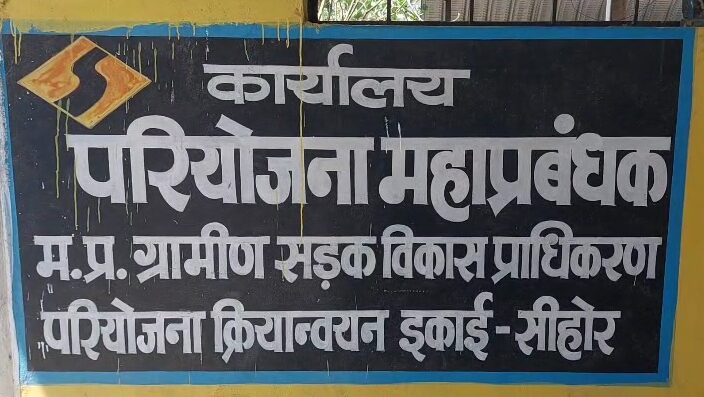 कार्यालय
परियोजना महाप्रबंधक
म.प्र. ग्रामीण सड़क विकास प्राधिकरण
परियोजना क्रियान्वयन इकाई - सीहोर